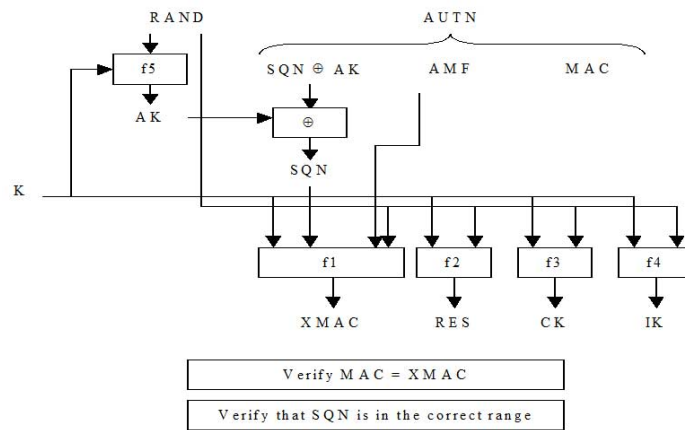 RAND
AUTN
f5
SQN ⊕ AK
AMF
MAC
AK
⊕
SQN
K
f1
f2
f3
f4
XMAC
RES
CK
IK
Verify MAC = XMAC
Verify that SQN is in the correct range